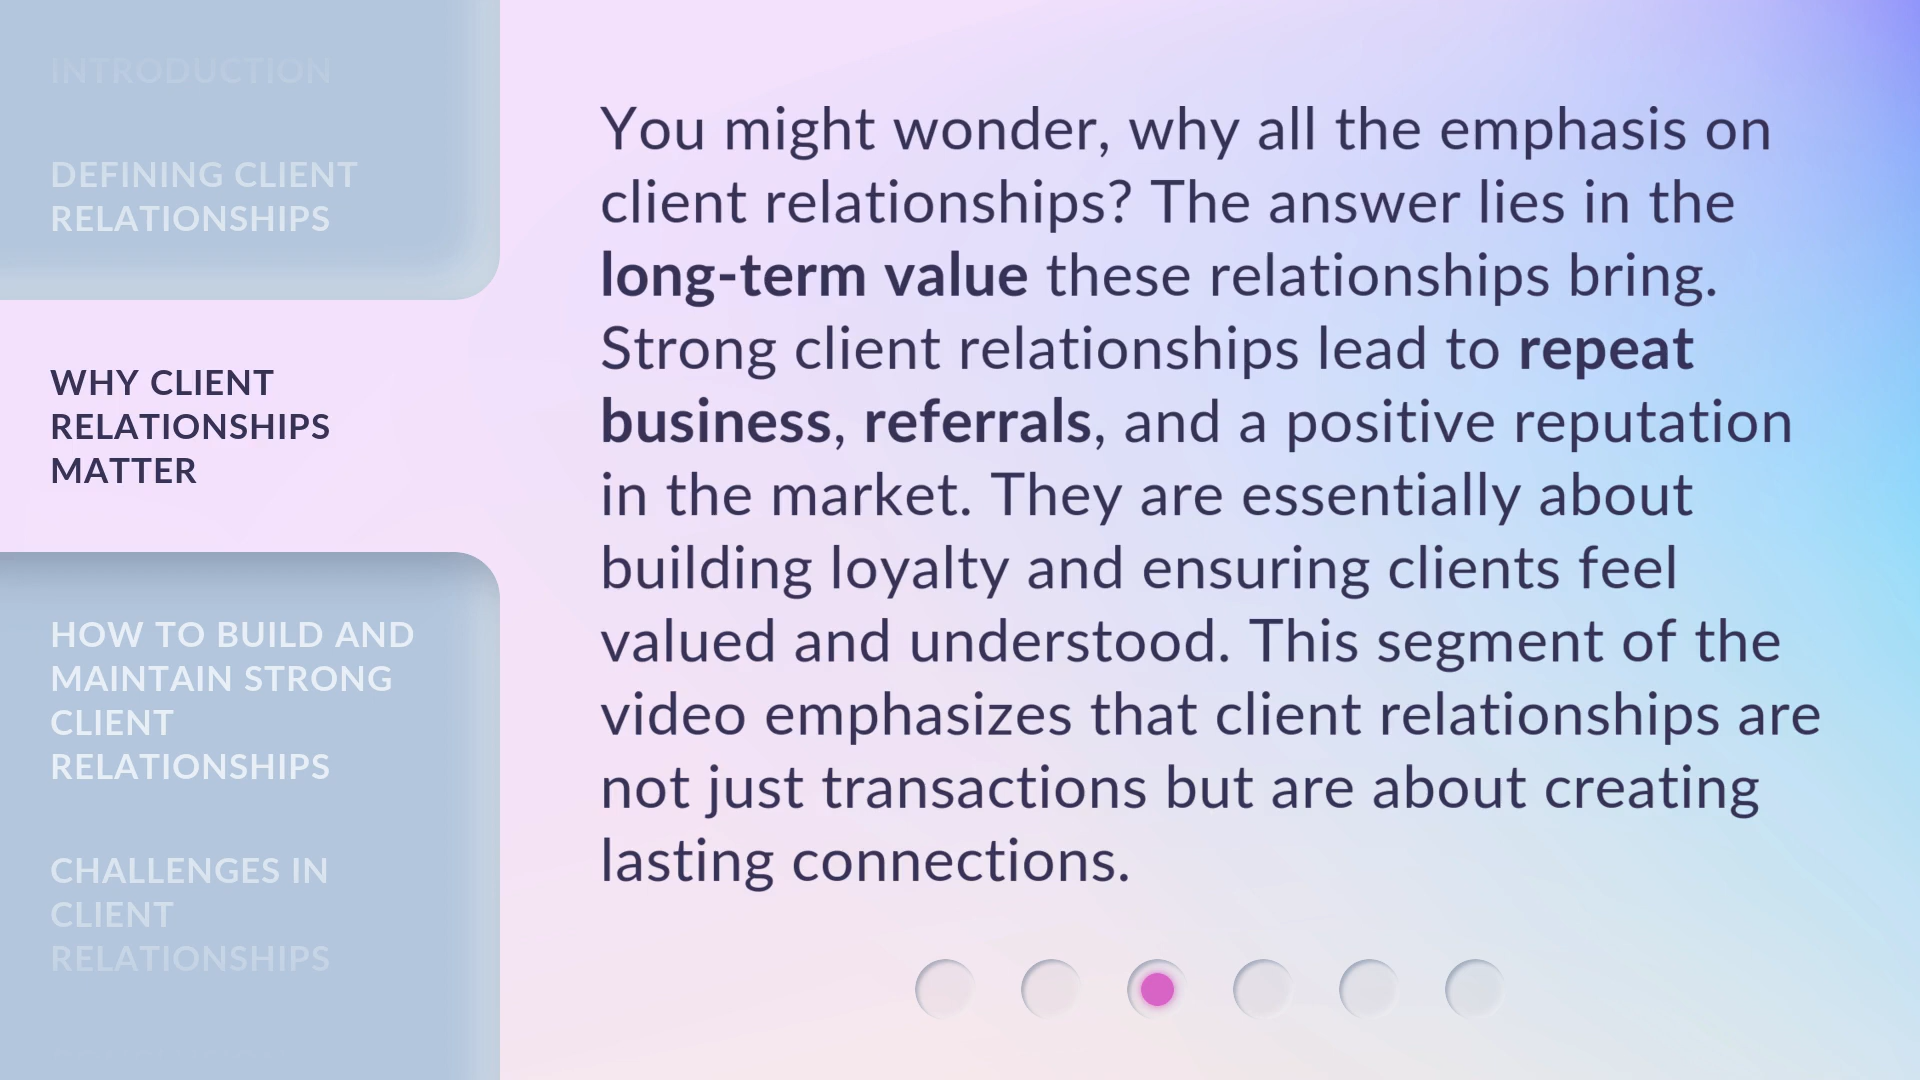 INTRODUCTION
DEFINING CLIENT
RELATIONSHIPS
WHY CLIENT
RELATIONSHIPS
MATTER
HOW TO BUILD AND
MAINTAIN STRONG
CLIENT
RELATIONSHIPS
CHALLENGES IN
CLIENT
RELATIONSHIPS
You might wonder, why all the emphasis on
client relationships? The answer lies in the
long-term value these relationships bring.
Strong client relationships lead to repeat
business, referrals, and a positive reputation
in the market. They are essentially about
building loyalty and ensuring clients feel
valued and understood. This segment of the
video emphasizes that client relationships are
not just transactions but are about creating
lasting connections.